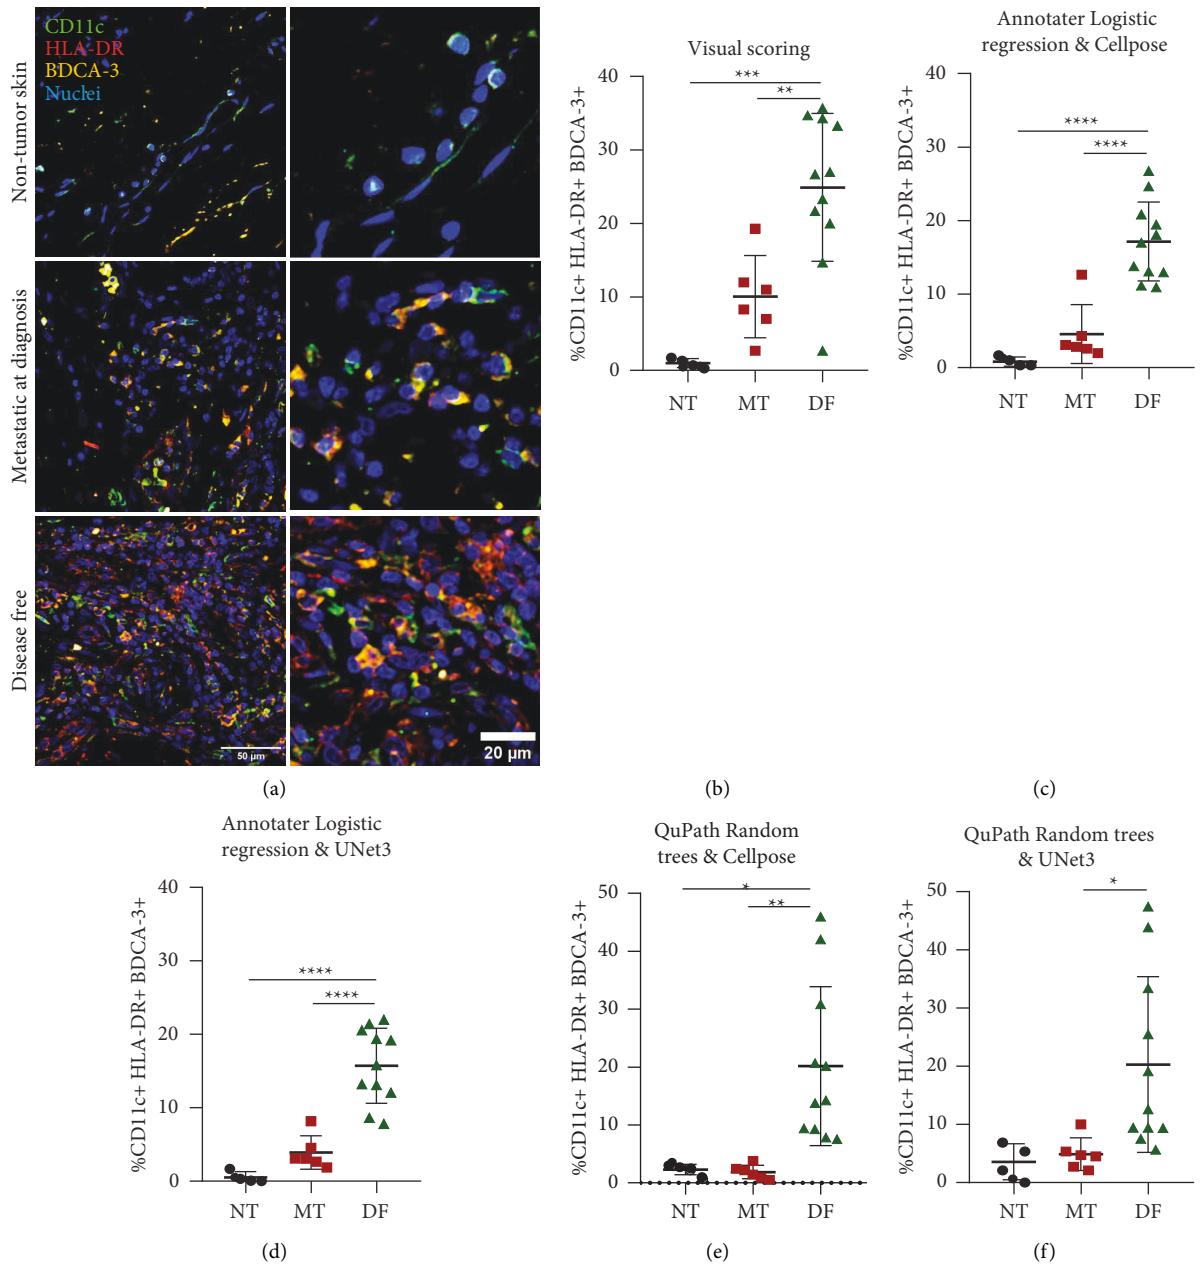 CD11c
HLA-DR
BDCA-3
Nuclei
Non-tumor skin
Metastatic at diagnosis
Disease free
50 µm
20 µm
(a)
Visual scoring
%CD11c+ HLA-DR+ BDCA-3+
40
30
20
10
0
***
**
NT MT DF
(b)
Annotater Logistic
regression & Cellpose
%CD11c+ HLA-DR+ BDCA-3+
40
30
20
10
0
****
****
NT MT DF
(c)
Annotater Logistic
regression & UNet3
%CD11c+ HLA-DR+ BDCA-3+
40
30
20
10
0
****
****
NT MT DF
(d)
QuPath Random
trees & Cellpose
%CD11c+ HLA-DR+ BDCA-3+
50
40
30
20
10
0
*
**
NT MT DF
(e)
QuPath Random trees
& UNet3
%CD11c+ HLA-DR+ BDCA-3+
50
40
30
20
10
0
*
NT MT DF
(f)